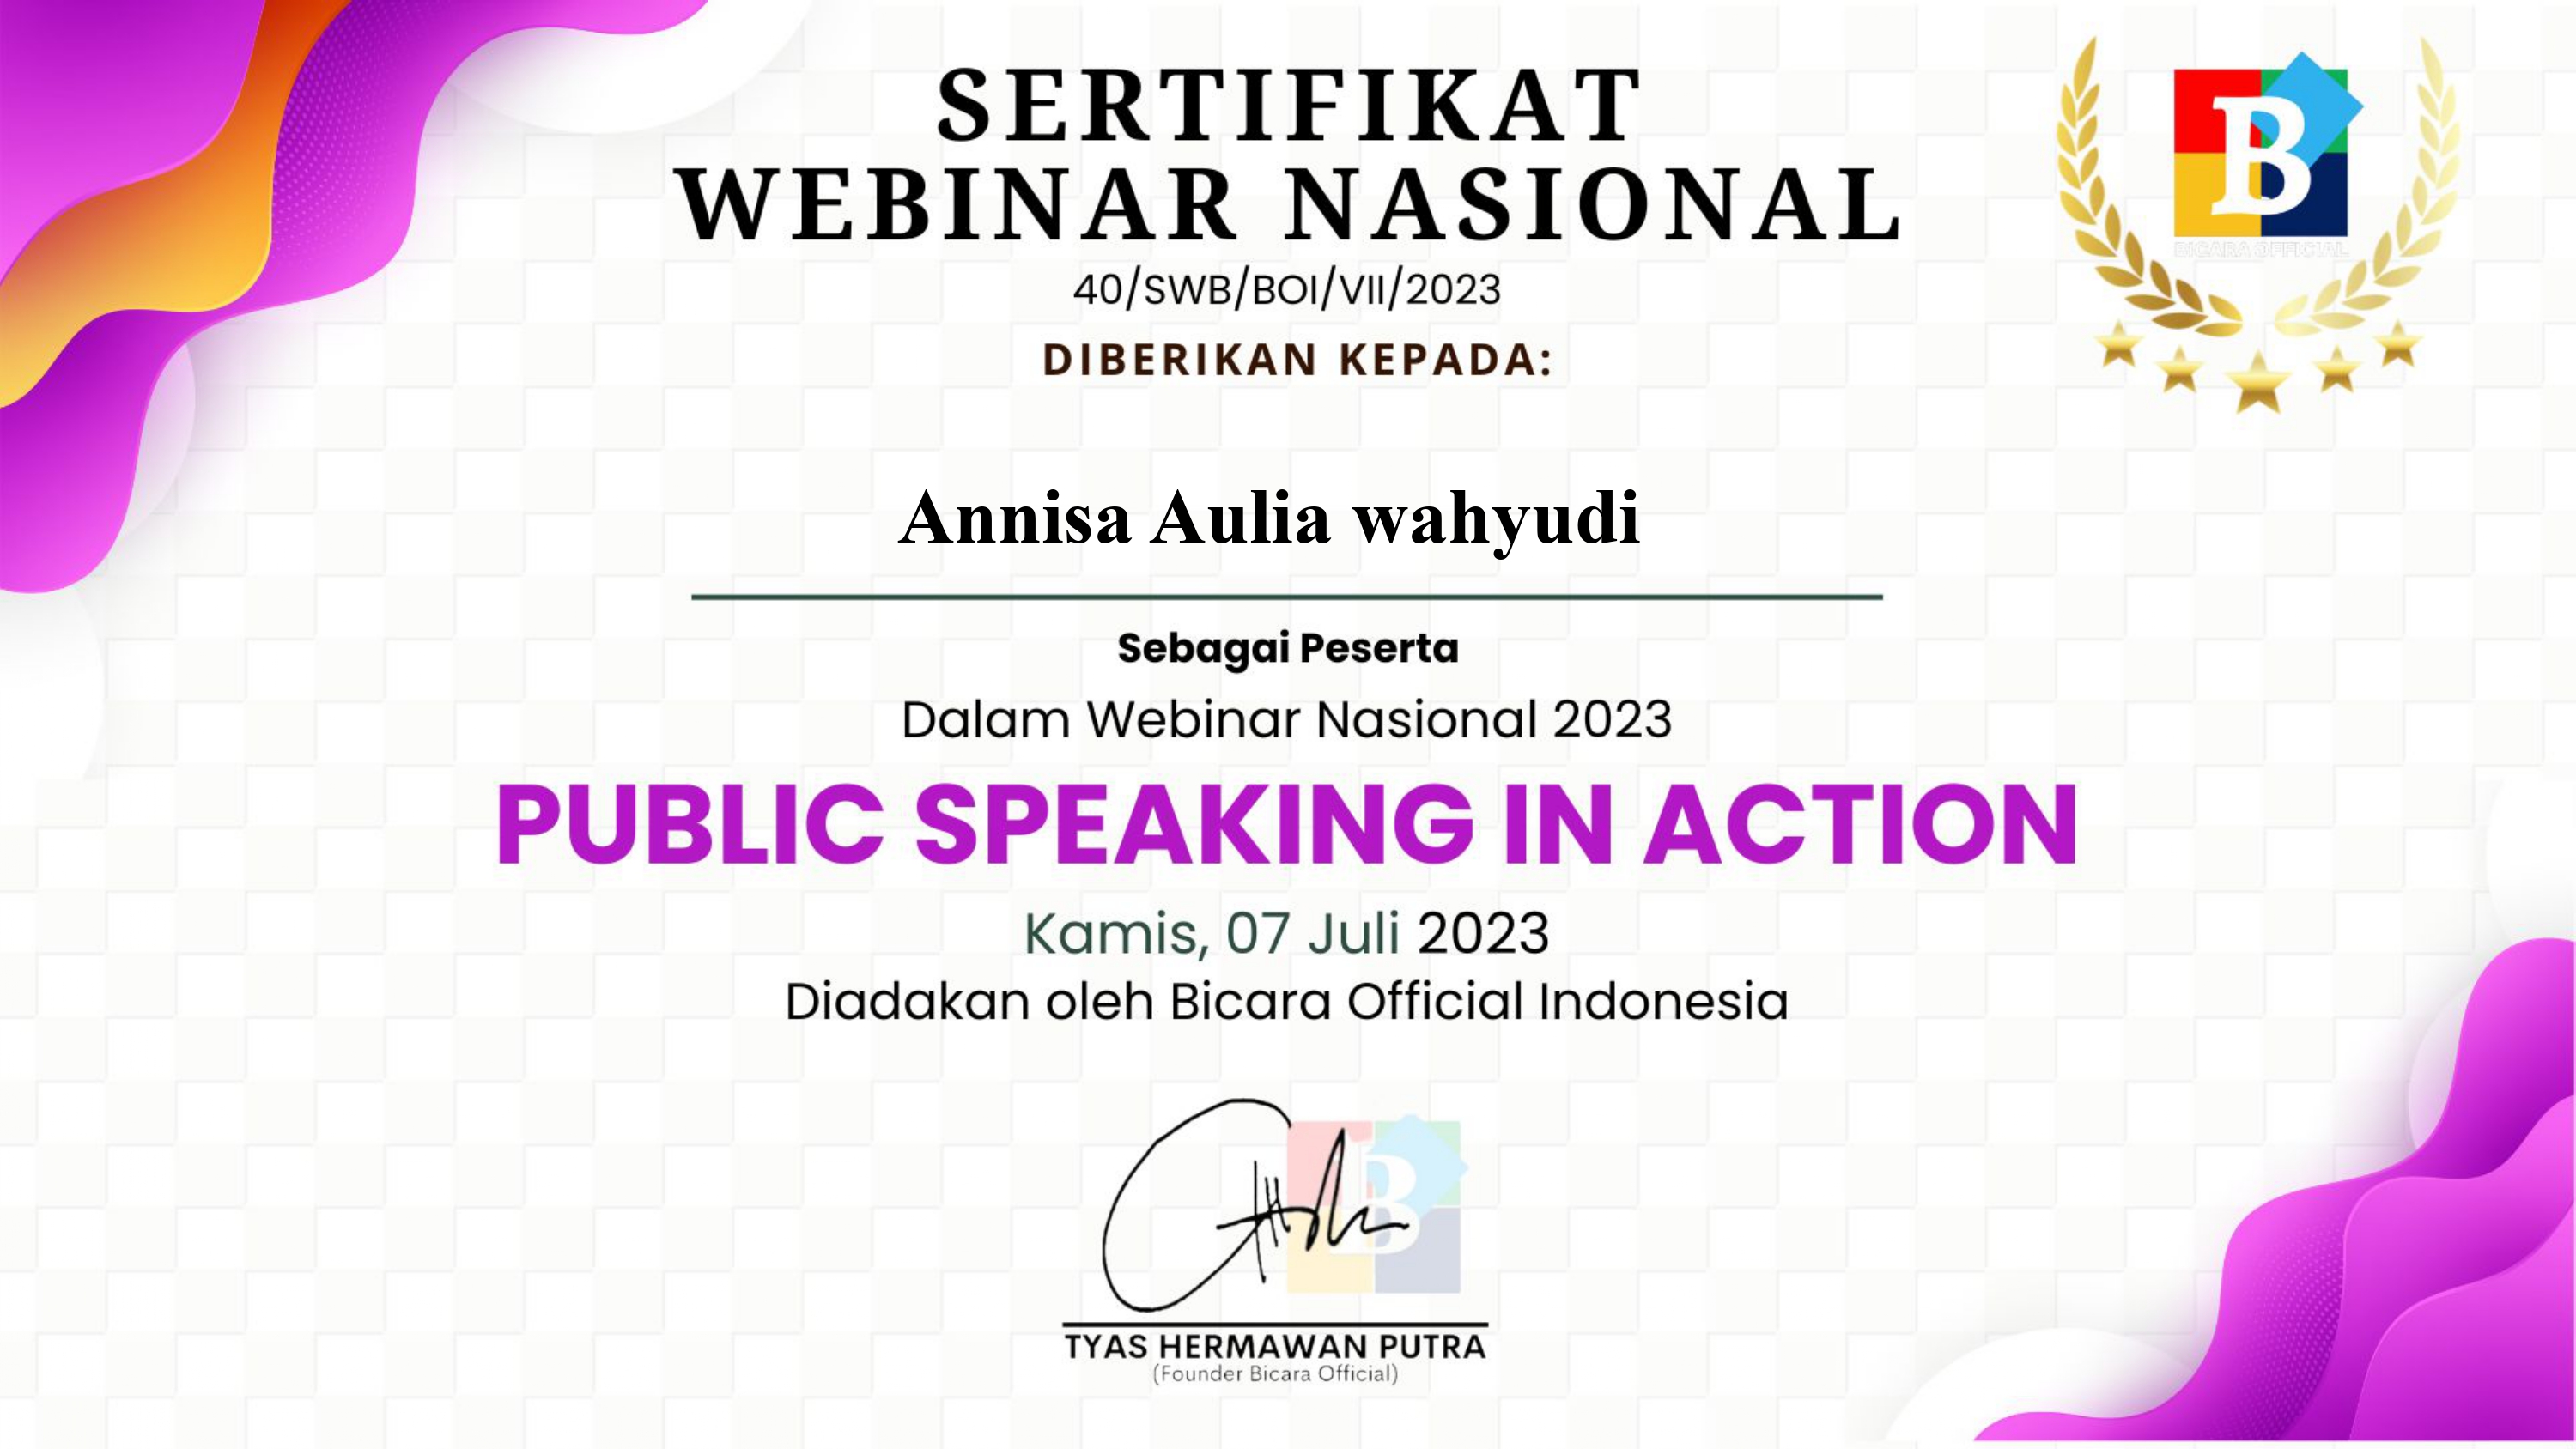 SERTIFIKAT
WEBINAR NASIONAL
40/SWB/BOI/VII/2023
DIBERIKAN KEPADA:
B
BICARA OFFICIAL
Annisa Aulia wahyudi
Sebagai Peserta
Dalam Webinar Nasional 2023
PUBLIC SPEAKING IN ACTION
Kamis, 07 Juli 2023
Diadakan oleh Bicara Official Indonesia
B
TYAS HERMAWAN PUTRA
(Founder Bicara Official)